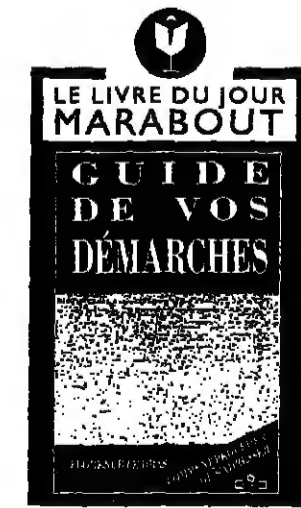 LE LIVRE DU JOUR
MARABOUT
GUIDE
DE VOS
DÉMARCHES